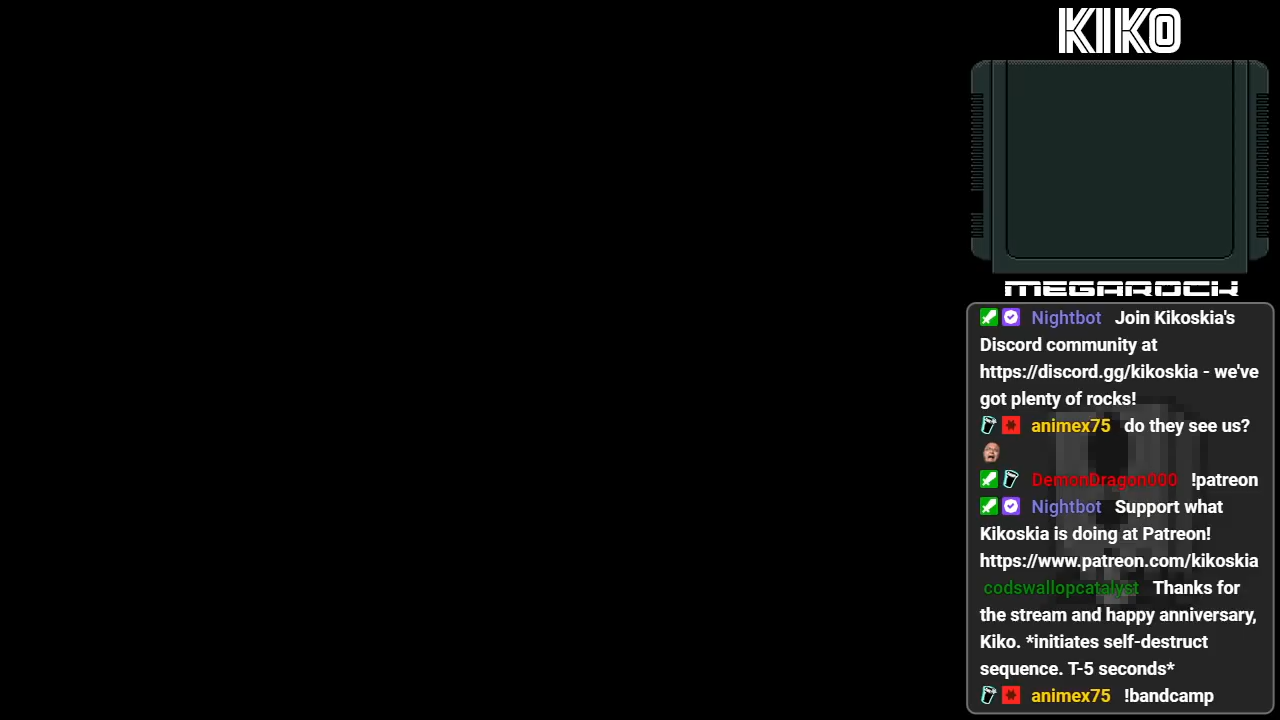 KIKO
MEGAROCK
Nightbot Join Kikoskia's
Discord community at
https://discord.gg/kikoskia - we've
got plenty of rocks!
animex75 do they see us?
DemonDragon000 !patreon
Nightbot Support what
Kikoskia is doing at Patreon!
https://www.patreon.com/kikoskia
codswallopcatalyst Thanks for
the stream and happy anniversary,
Kiko. *initiates self-destruct
sequence. T-5 seconds*
animex75 !bandcamp